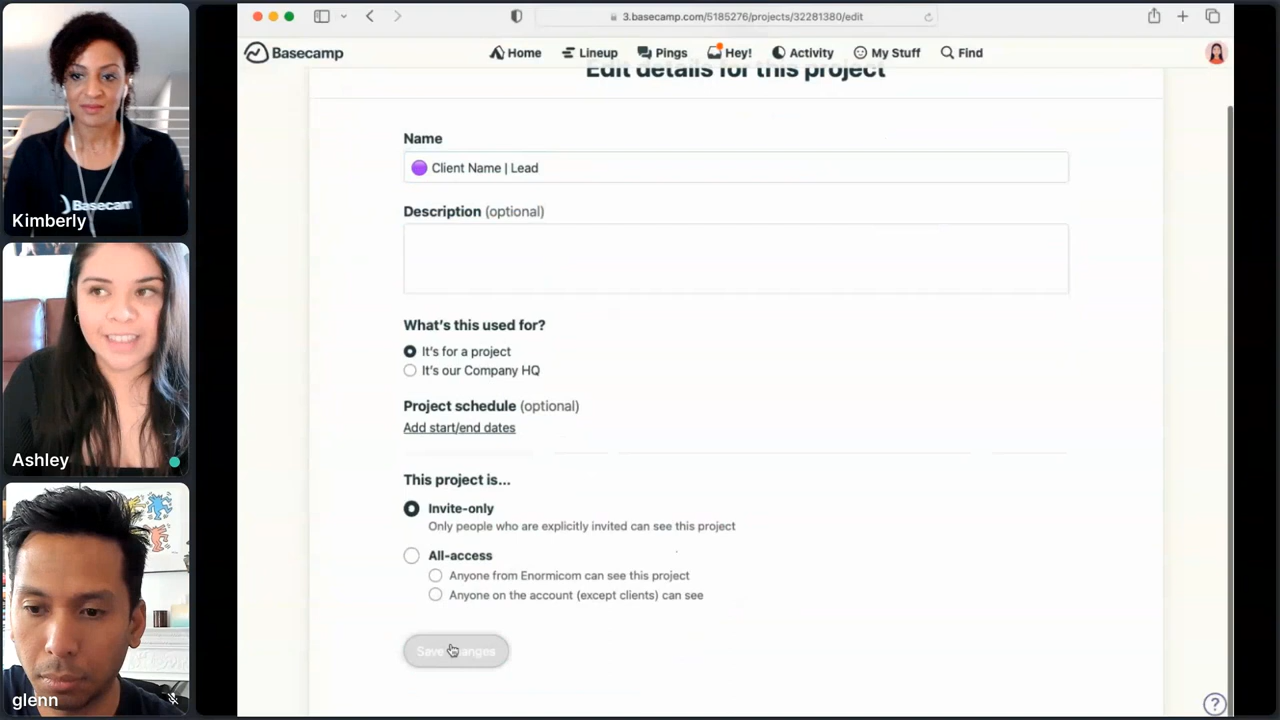 3.basecamp.com/5185276/projects/32281380/edit
Basecamp
Home
Lineup
Pings
Hey!
Activity
My Stuff
Find
Edit details for this project
Name
Client Name | Lead
Description (optional)
What's this used for?
It's for a project
It's our Company HQ
Project schedule (optional)
Add start/end dates
This project is...
Invite-only
Only people who are explicitly invited can see this project
All-access
Anyone from Enormicom can see this project
Anyone on the account (except clients) can see
Save changes
?
Basecamp
Kimberly
Ashley
glenn